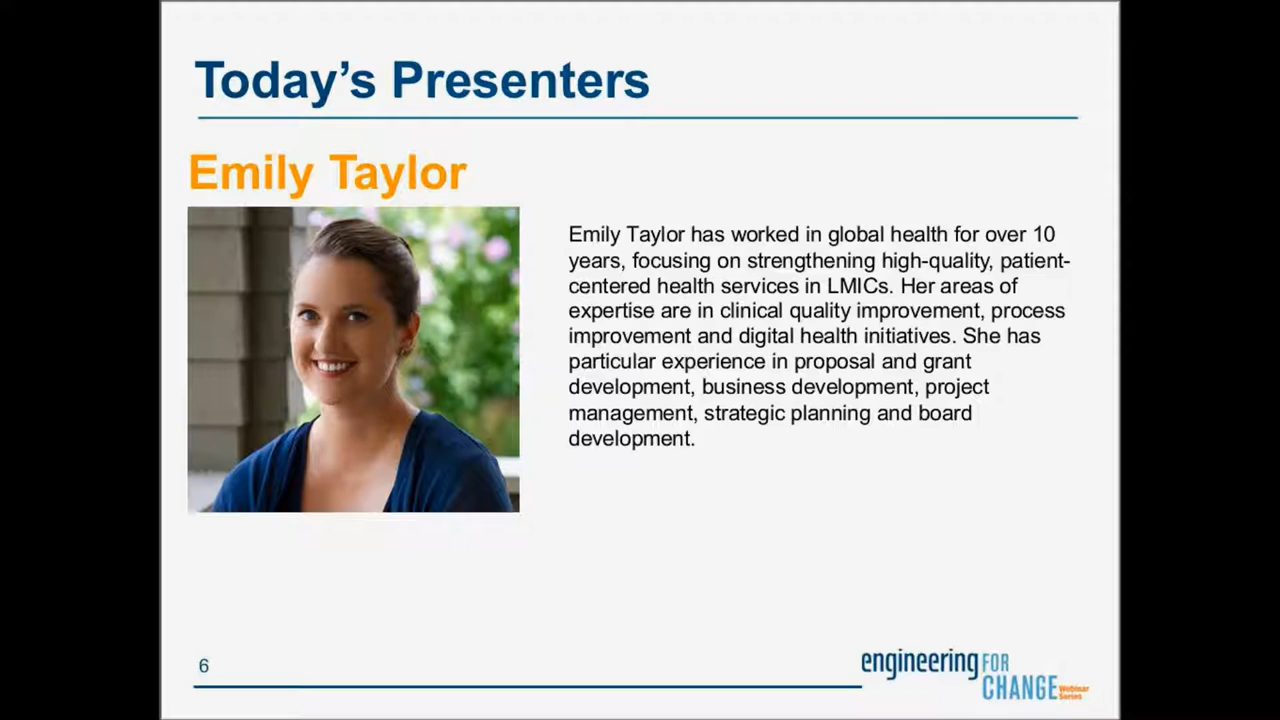 Today's Presenters
Emily Taylor
Emily Taylor has worked in global health for over 10
years, focusing on strengthening high-quality, patient-
centered health services in LMICs. Her areas of
expertise are in clinical quality improvement, process
improvement and digital health initiatives. She has
particular experience in proposal and grant
development, business development, project
management, strategic planning and board
development.
6
engineering FOR
CHANGE Webinar
Series